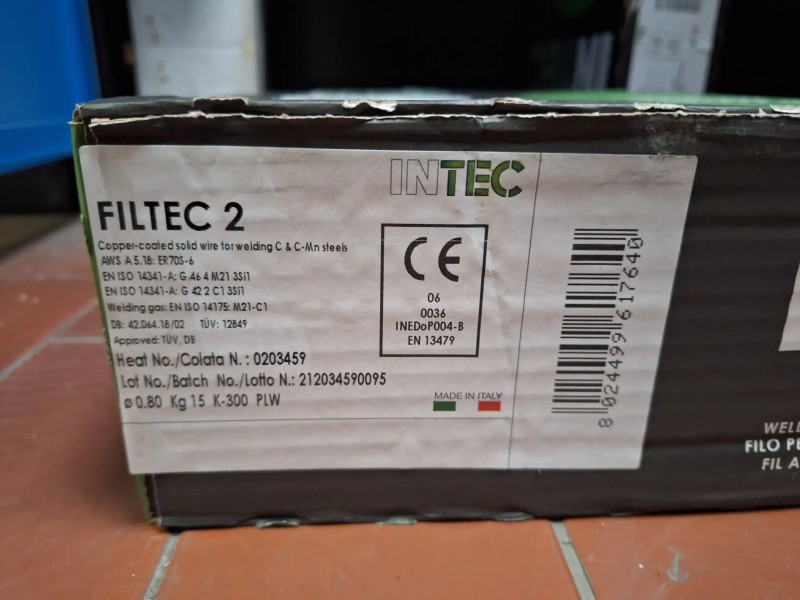 INTEC
FILTEC 2
Copper-coated solid wire for welding C & C-Mn steels
AWS A 5.18: ER70S-6
EN ISO 14341-A: G 46 4 M21 3Si1
EN ISO 14341-A: G 42 2 C1 3Si1
Welding gas: EN ISO 14175: M21-C1
DB: 42.064.18/02 TÜV: 12849
Approved: TÜV, DB
Heat No./Colata N. : 0203459
Lot No./Batch No./Lotto N.: 212034590095
ø 0.80 Kg 15 K-300 PLW
CE
06
0036
INEDoP004-B
EN 13479
MADE IN ITALY
8 024499 617640
FILO
FIL